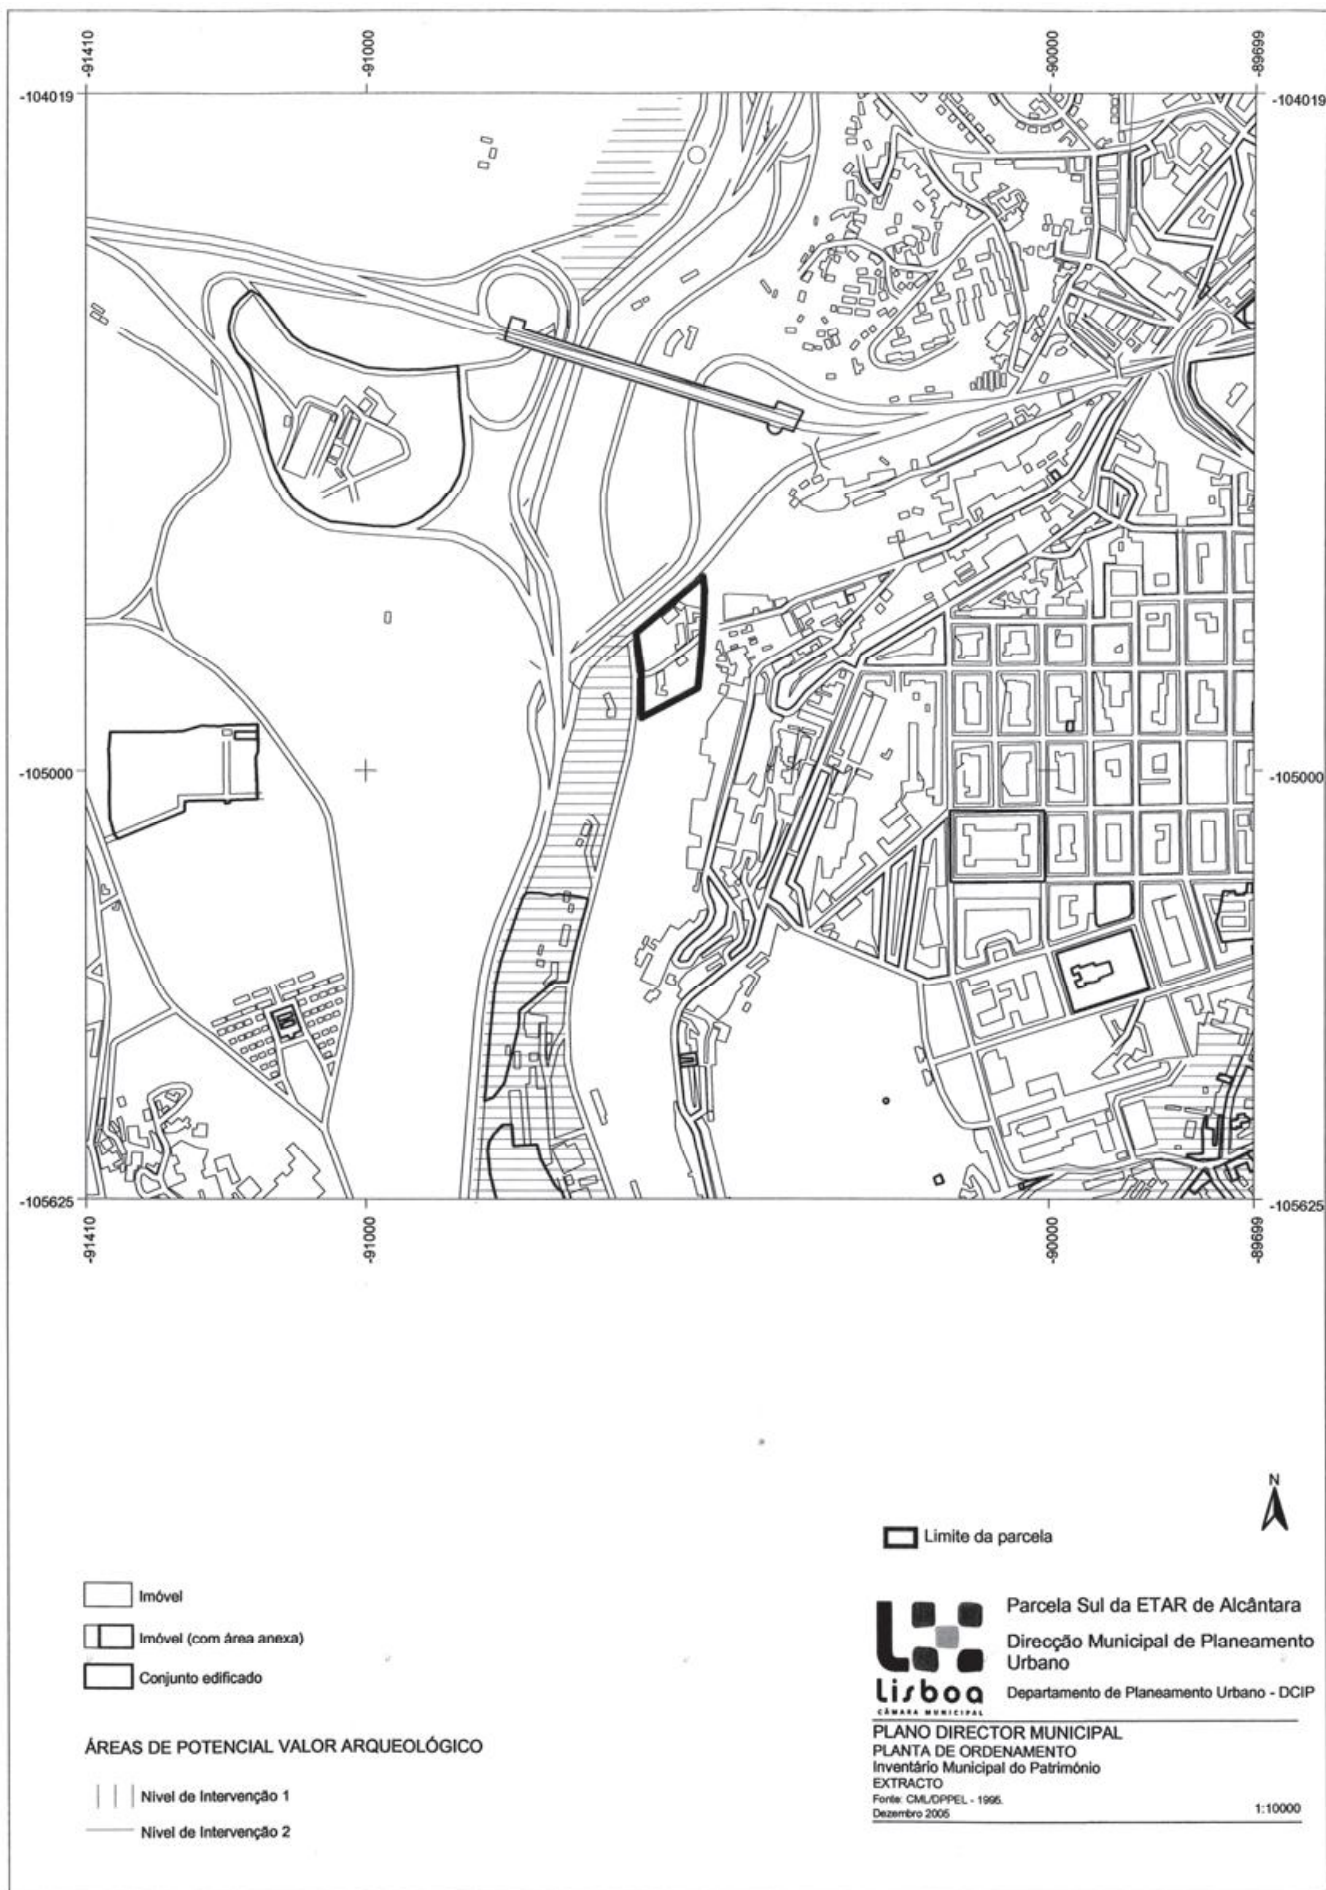 -91410
-91000
-90000
-89699
-104019
-104019
-105000
-105000
-105625
-105625
-91410
-91000
-90000
-89699
N
Limite da parcela
Imóvel
Imóvel (com área anexa)
Conjunto edificado
ÁREAS DE POTENCIAL VALOR ARQUEOLÓGICO
Nível de Intervenção 1
Nível de Intervenção 2
Lisboa
CÂMARA MUNICIPAL
Parcela Sul da ETAR de Alcântara
Direcção Municipal de Planeamento
Urbano
Departamento de Planeamento Urbano - DCIP
PLANO DIRECTOR MUNICIPAL
PLANTA DE ORDENAMENTO
Inventário Municipal do Património
EXTRACTO
Fonte: CML/DPPEL - 1995.
Dezembro 2005
1:10000